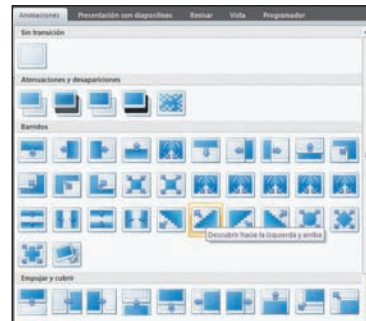 Animaciones Presentación con diapositivas Revisar Vista Programador
Sin transición
Atenuaciones y desapariciones
Barridos
Descubrir hacia la izquierda y arriba
Empujar y cubrir